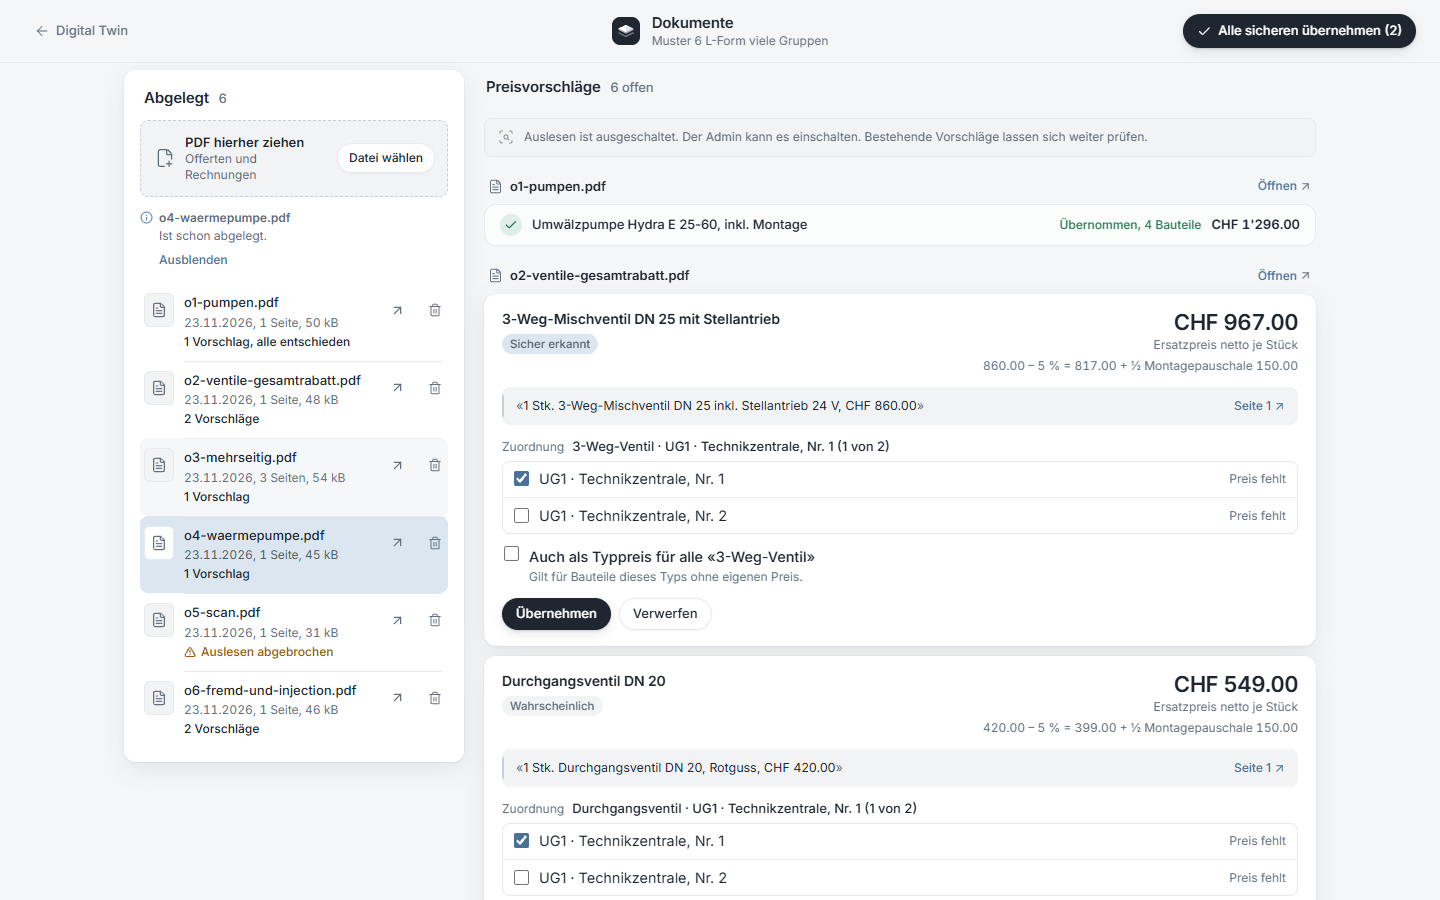 Digital Twin
Dokumente
Muster 6 L-Form viele Gruppen
Alle sicheren übernehmen (2)
Abgelegt 6
PDF hierher ziehen
Offerten und
Rechnungen
Datei wählen
o4-waermepumpe.pdf
Ist schon abgelegt.
Ausblenden
o1-pumpen.pdf
23.11.2026, 1 Seite, 50 kB
1 Vorschlag, alle entschieden
o2-ventile-gesamtrabatt.pdf
23.11.2026, 1 Seite, 48 kB
2 Vorschläge
o3-mehrseitig.pdf
23.11.2026, 3 Seiten, 54 kB
1 Vorschlag
o4-waermepumpe.pdf
23.11.2026, 1 Seite, 45 kB
1 Vorschlag
o5-scan.pdf
23.11.2026, 1 Seite, 31 kB
Auslesen abgebrochen
o6-fremd-und-injection.pdf
23.11.2026, 1 Seite, 46 kB
2 Vorschläge
Preisvorschläge 6 offen
Auslesen ist ausgeschaltet. Der Admin kann es einschalten. Bestehende Vorschläge lassen sich weiter prüfen.
o1-pumpen.pdf Öffnen
Umwälzpumpe Hydra E 25-60, inkl. Montage Übernommen, 4 Bauteile CHF 1'296.00
o2-ventile-gesamtrabatt.pdf Öffnen
3-Weg-Mischventil DN 25 mit Stellantrieb CHF 967.00
Sicher erkannt Ersatzpreis netto je Stück
860.00 – 5 % = 817.00 + ½ Montagepauschale 150.00
«1 Stk. 3-Weg-Mischventil DN 25 inkl. Stellantrieb 24 V, CHF 860.00» Seite 1
Zuordnung 3-Weg-Ventil · UG1 · Technikzentrale, Nr. 1 (1 von 2)
UG1 · Technikzentrale, Nr. 1 Preis fehlt
UG1 · Technikzentrale, Nr. 2 Preis fehlt
Auch als Typpreis für alle «3-Weg-Ventil»
Gilt für Bauteile dieses Typs ohne eigenen Preis.
Übernehmen Verwerfen
Durchgangsventil DN 20 CHF 549.00
Wahrscheinlich Ersatzpreis netto je Stück
420.00 – 5 % = 399.00 + ½ Montagepauschale 150.00
«1 Stk. Durchgangsventil DN 20, Rotguss, CHF 420.00» Seite 1
Zuordnung Durchgangsventil · UG1 · Technikzentrale, Nr. 1 (1 von 2)
UG1 · Technikzentrale, Nr. 1 Preis fehlt
UG1 · Technikzentrale, Nr. 2 Preis fehlt